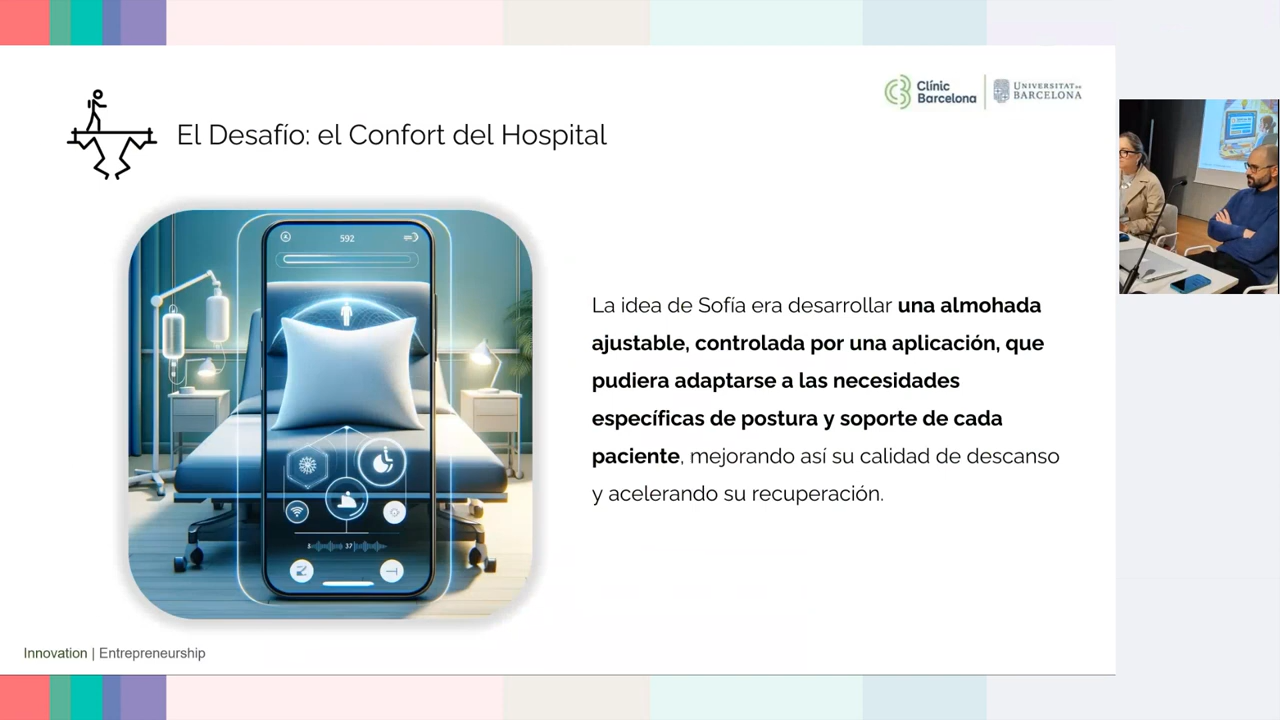 Clínic
Barcelona
UNIVERSITAT DE
BARCELONA
El Desafío: el Confort del Hospital
592
La idea de Sofía era desarrollar una almohada
ajustable, controlada por una aplicación, que
pudiera adaptarse a las necesidades
específicas de postura y soporte de cada
paciente, mejorando así su calidad de descanso
y acelerando su recuperación.
37
Innovation | Entrepreneurship